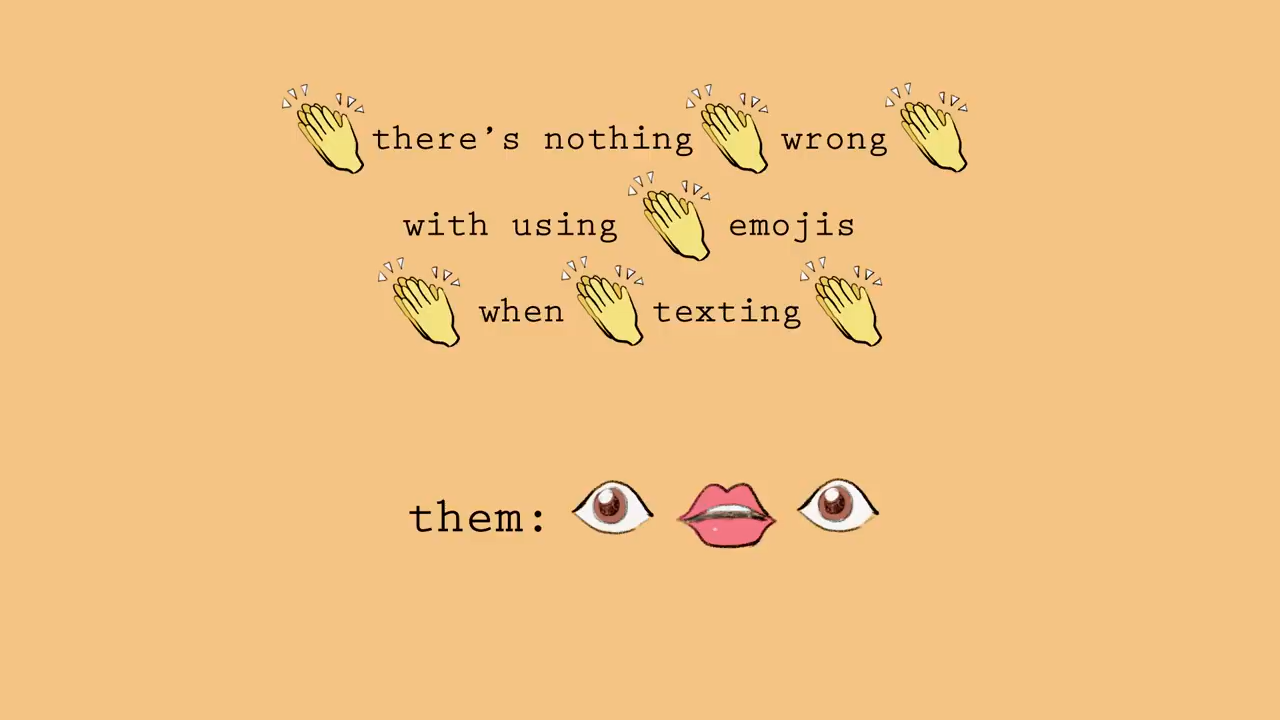 there’s nothing wrong
with using emojis
when texting
them: